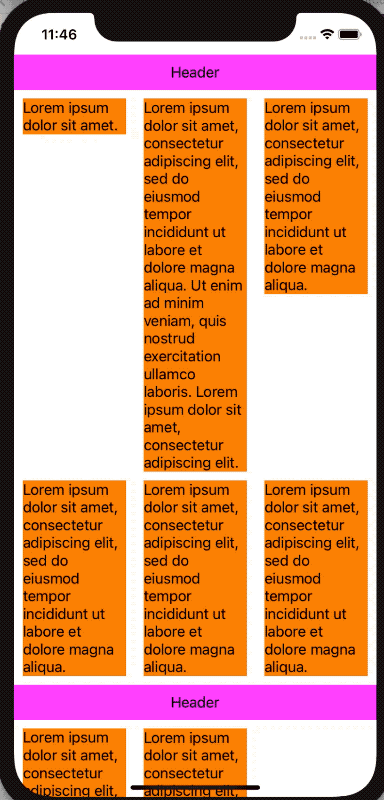 11:46
Header
Lorem ipsum
dolor sit amet.
Lorem ipsum
dolor sit amet,
consectetur
adipiscing elit,
sed do
eiusmod
tempor
incididunt ut
labore et
dolore magna
aliqua. Ut enim
ad minim
veniam, quis
nostrud
exercitation
ullamco
laboris. Lorem
ipsum dolor sit
amet,
consectetur
adipiscing elit.
Lorem ipsum
dolor sit amet,
consectetur
adipiscing elit,
sed do
eiusmod
tempor
incididunt ut
labore et
dolore magna
aliqua.
Lorem ipsum
dolor sit amet,
consectetur
adipiscing elit,
sed do
eiusmod
tempor
incididunt ut
labore et
dolore magna
aliqua.
Lorem ipsum
dolor sit amet,
consectetur
adipiscing elit,
sed do
eiusmod
tempor
incididunt ut
labore et
dolore magna
aliqua.
Lorem ipsum
dolor sit amet,
consectetur
adipiscing elit,
sed do
eiusmod
tempor
incididunt ut
labore et
dolore magna
aliqua.
Header
Lorem ipsum
dolor sit amet,
consectetur
adipiscing elit,
Lorem ipsum
dolor sit amet,
consectetur
adipiscing elit,